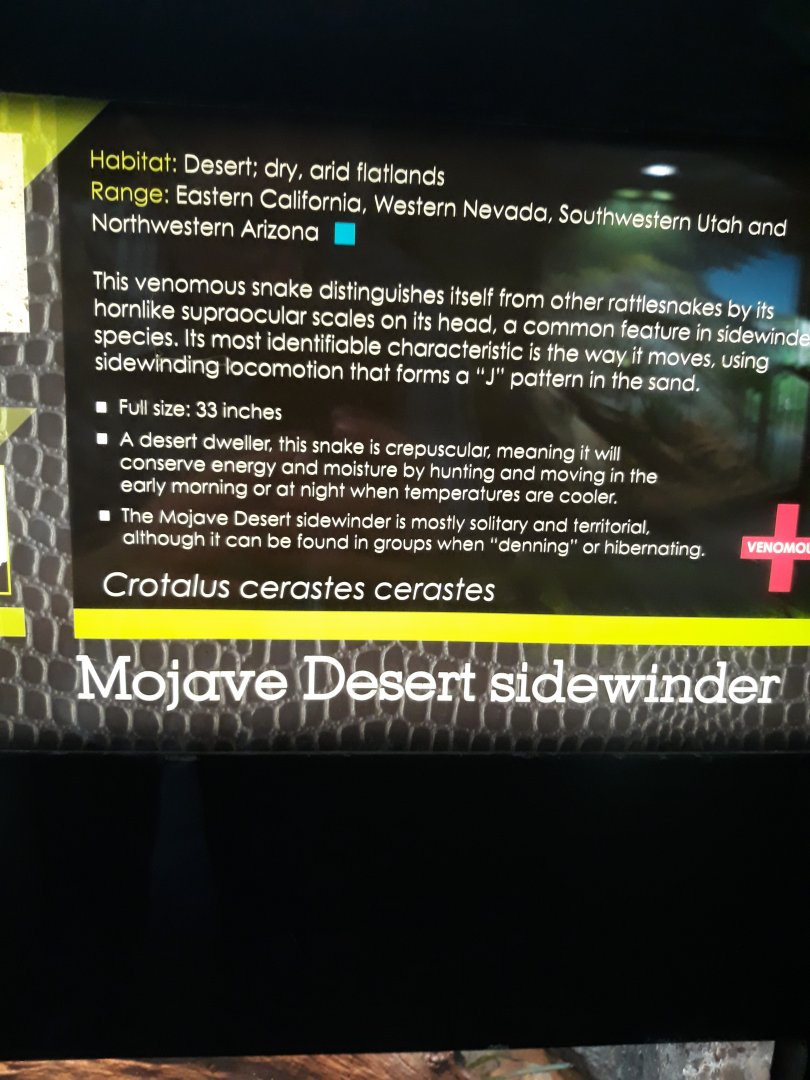 Habitat: Desert; dry, arid flatlands
Range: Eastern California, Western Nevada, Southwestern Utah and
Northwestern Arizona
This venomous snake distinguishes itself from other rattlesnakes by its
hornlike supraocular scales on its head, a common feature in sidewinde
species. Its most identifiable characteristic is the way it moves, using
sidewinding locomotion that forms a “J” pattern in the sand.
Full size: 33 inches
A desert dweller, this snake is crepuscular, meaning it will
conserve energy and moisture by hunting and moving in the
early morning or at night when temperatures are cooler.
The Mojave Desert sidewinder is mostly solitary and territorial,
although it can be found in groups when “denning” or hibernating.
VENOMOU
Crotalus cerastes cerastes
Mojave Desert sidewinder